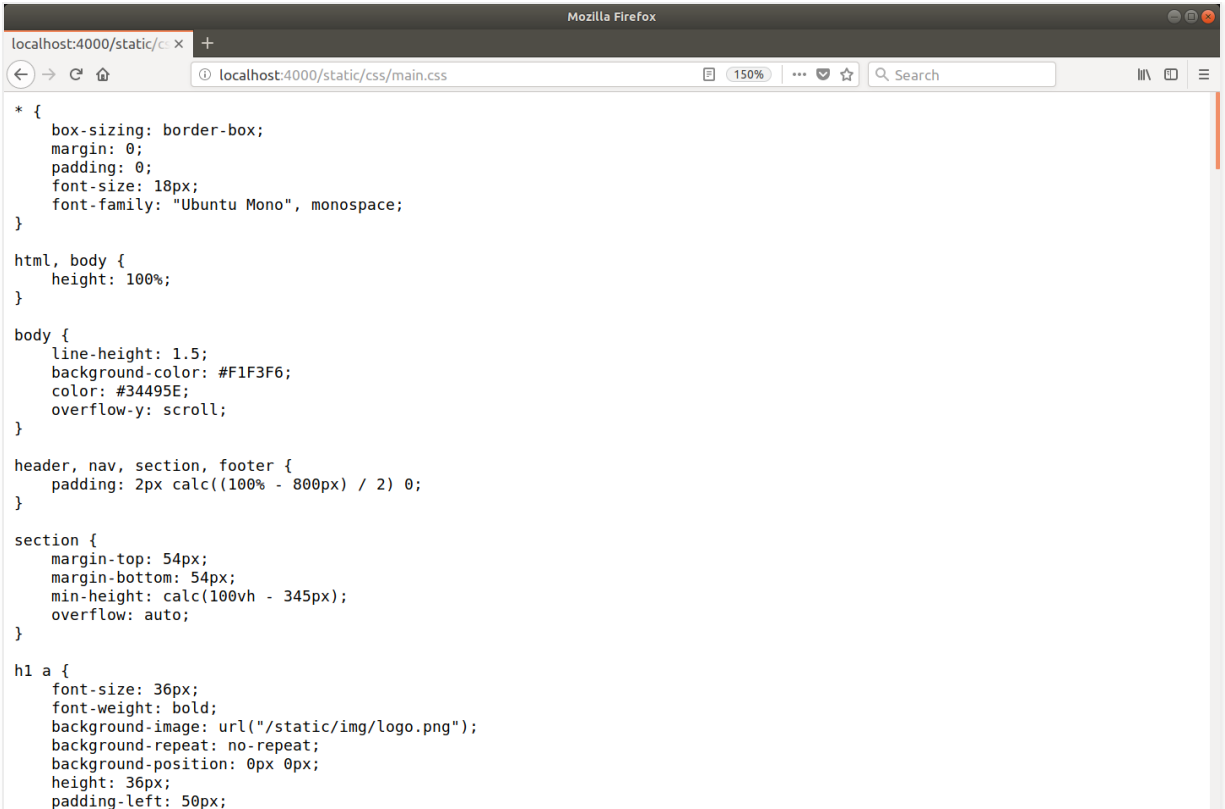 Mozilla Firefox
localhost:4000/static/cs
localhost:4000/static/css/main.css
150%
Search
* {
    box-sizing: border-box;
    margin: 0;
    padding: 0;
    font-size: 18px;
    font-family: "Ubuntu Mono", monospace;
}

html, body {
    height: 100%;
}

body {
    line-height: 1.5;
    background-color: #F1F3F6;
    color: #34495E;
    overflow-y: scroll;
}

header, nav, section, footer {
    padding: 2px calc((100% - 800px) / 2) 0;
}

section {
    margin-top: 54px;
    margin-bottom: 54px;
    min-height: calc(100vh - 345px);
    overflow: auto;
}

h1 a {
    font-size: 36px;
    font-weight: bold;
    background-image: url("/static/img/logo.png");
    background-repeat: no-repeat;
    background-position: 0px 0px;
    height: 36px;
    padding-left: 50px;